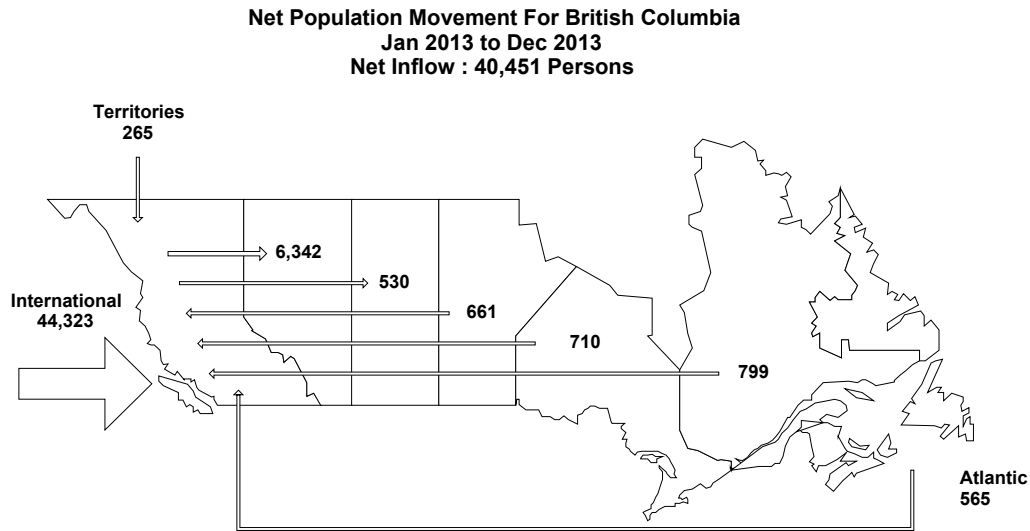 Net Population Movement For British Columbia
Jan 2013 to Dec 2013
Net Inflow : 40,451 Persons
Territories
265
6,342
530
International
44,323
661
710
799
Atlantic
565